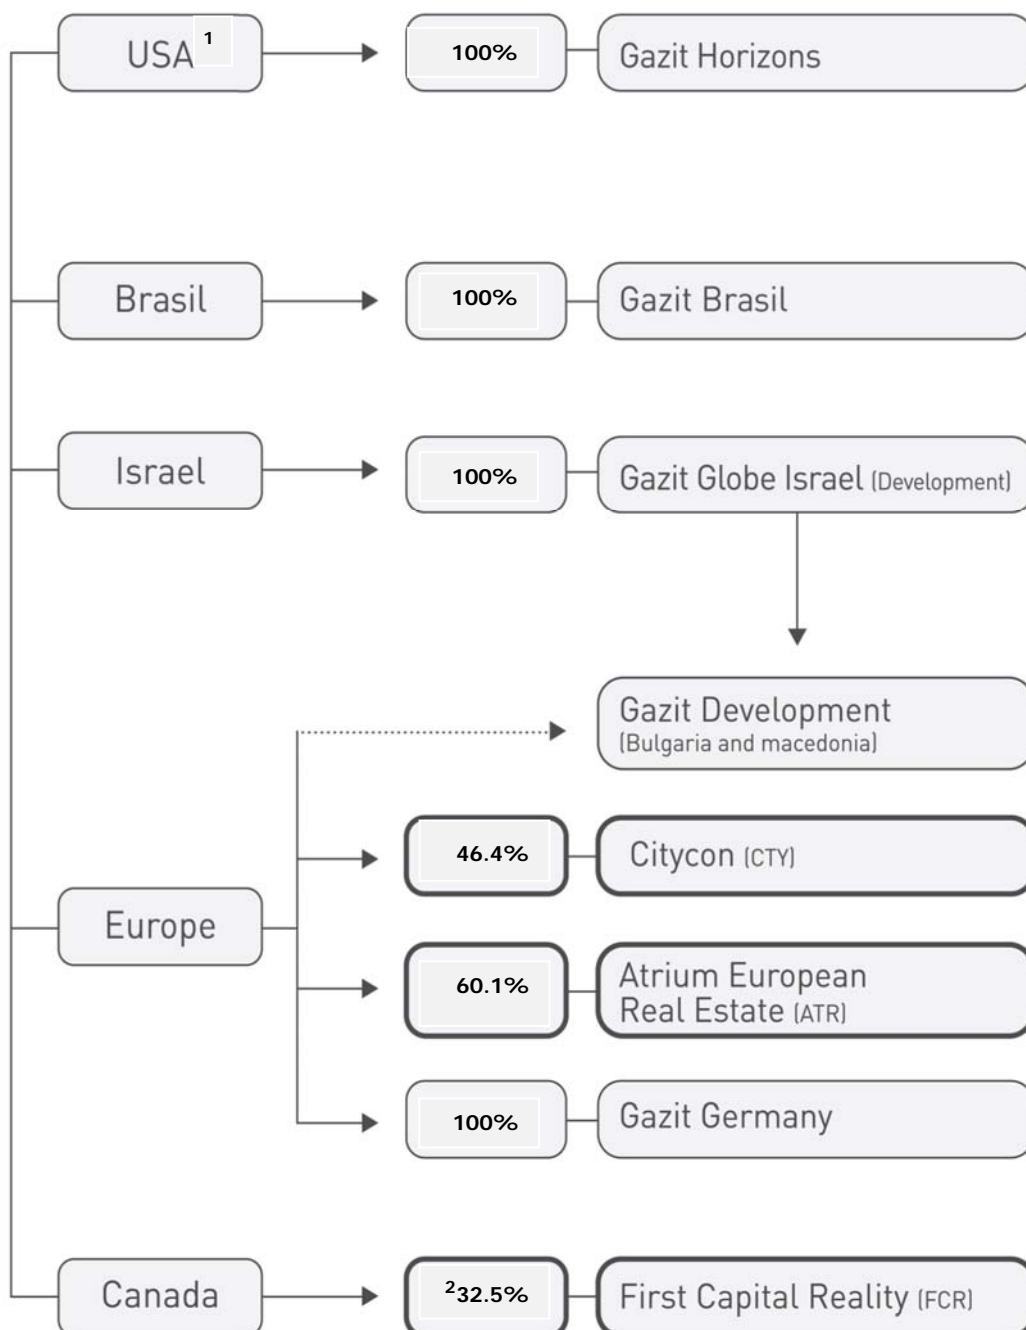 USA 1
100%
Gazit Horizons
Brasil
100%
Gazit Brasil
Israel
100%
Gazit Globe Israel (Development)
Gazit Development
(Bulgaria and macedonia)
46.4%
Citycon (CTY)
Europe
60.1%
Atrium European
Real Estate (ATR)
100%
Gazit Germany
Canada
2 32.5%
First Capital Reality (FCR)